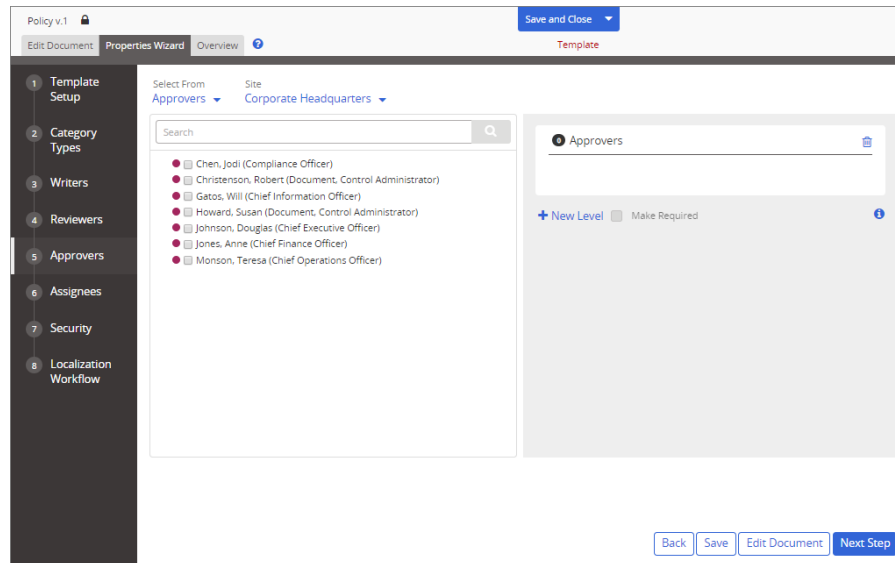 Policy v.1
Save and Close
Edit Document Properties Wizard Overview ?
Template
1 Template Setup
2 Category Types
3 Writers
4 Reviewers
5 Approvers
6 Assignees
7 Security
8 Localization Workflow
Select From Site
Approvers Corporate Headquarters
Search
Chen, Jodi (Compliance Officer)
Christenson, Robert (Document, Control Administrator)
Gatos, Will (Chief Information Officer)
Howard, Susan (Document, Control Administrator)
Johnson, Douglas (Chief Executive Officer)
Jones, Anne (Chief Finance Officer)
Monson, Teresa (Chief Operations Officer)
0 Approvers
+ New Level Make Required
Back Save Edit Document Next Step